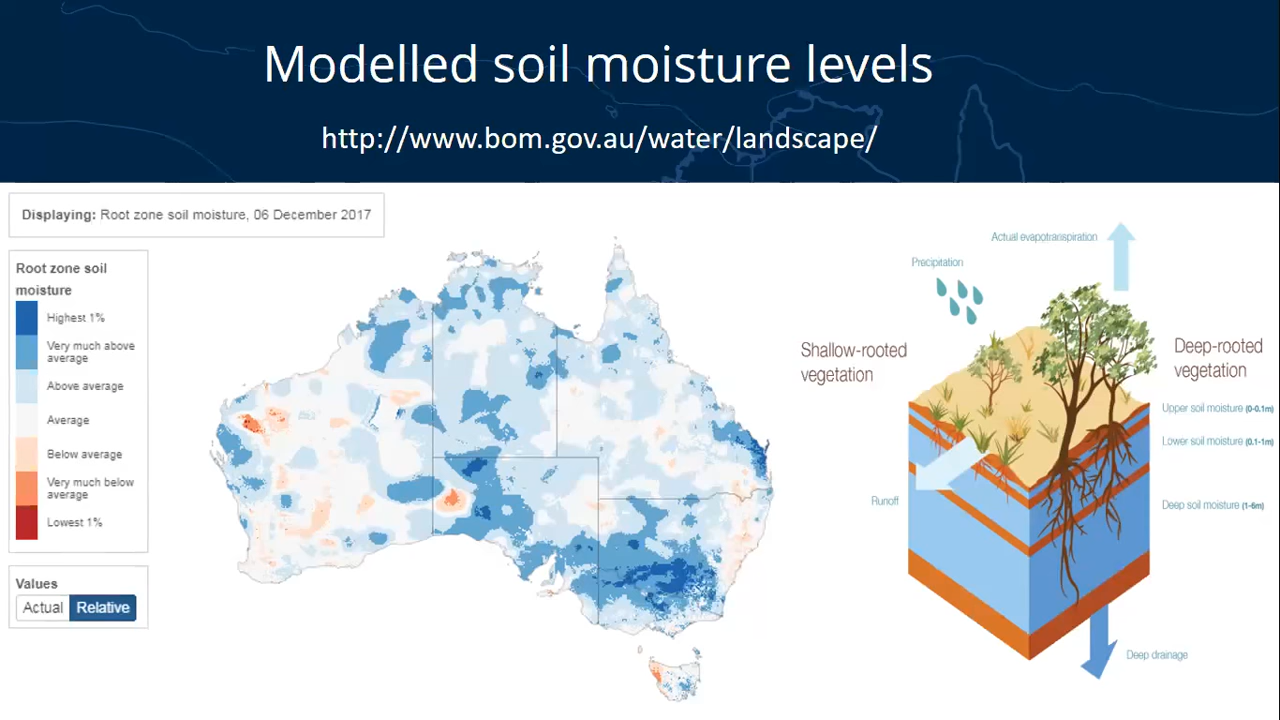 Modelled soil moisture levels
http://www.bom.gov.au/water/landscape/
Displaying: Root zone soil moisture, 06 December 2017
Root zone soil
moisture
Highest 1%
Very much above
average
Above average
Average
Below average
Very much below
average
Lowest 1%
Values
Actual Relative
Actual evapotranspiration
Precipitation
Shallow-rooted
vegetation
Deep-rooted
vegetation
Upper soil moisture (0-0.1m)
Lower soil moisture (0.1-1m)
Runoff
Deep soil moisture (1-6m)
Deep drainage